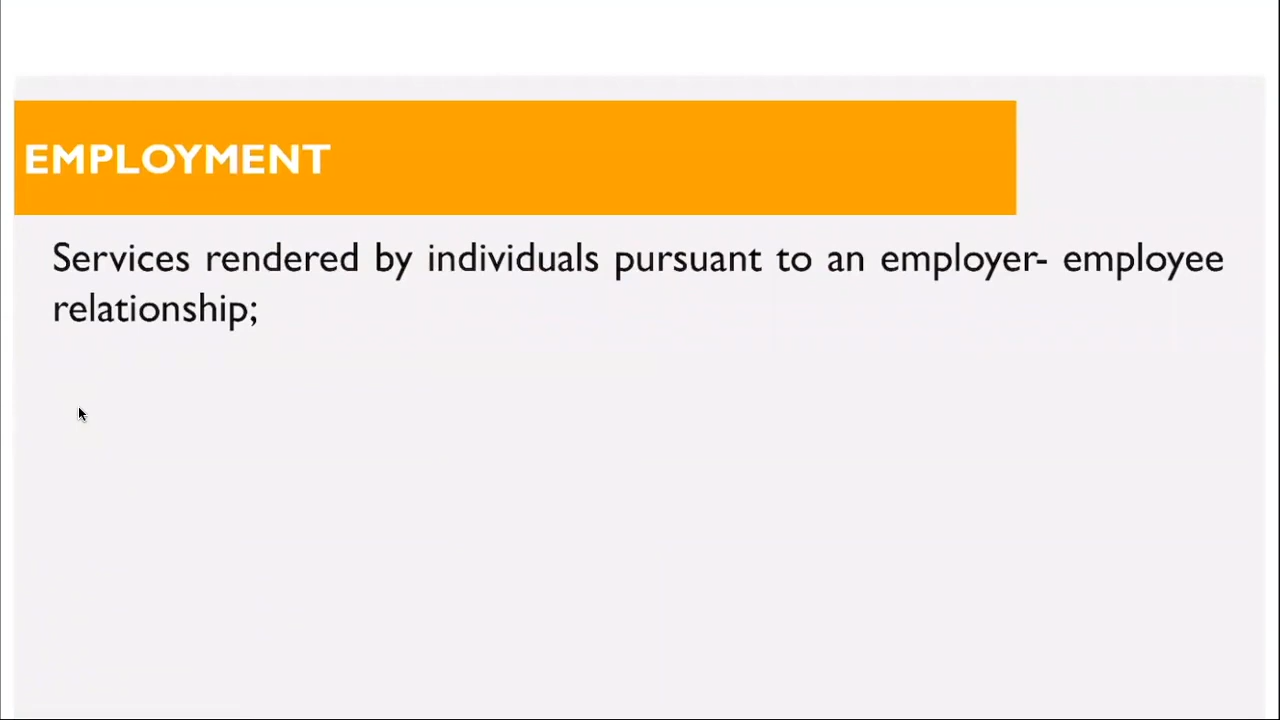 EMPLOYMENT
Services rendered by individuals pursuant to an employer- employee
relationship;